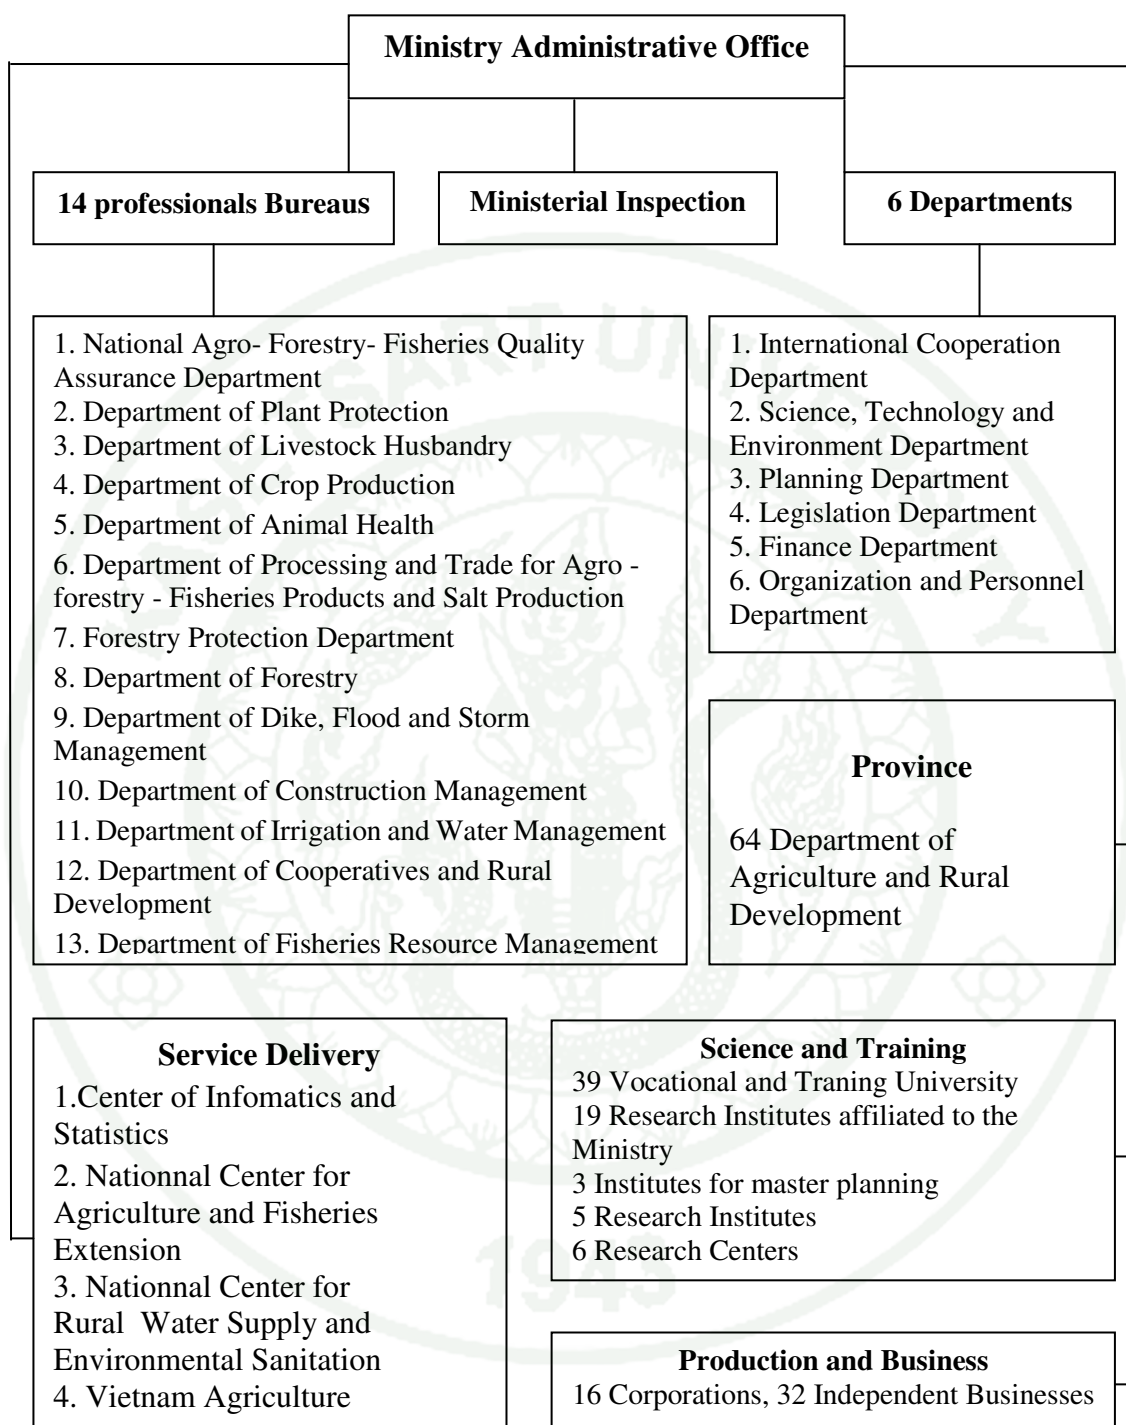 Ministry Administrative Office
14 professionals Bureaus
Ministerial Inspection
6 Departments
1. National Agro- Forestry- Fisheries Quality
Assurance Department
2. Department of Plant Protection
3. Department of Livestock Husbandry
4. Department of Crop Production
5. Department of Animal Health
6. Department of Processing and Trade for Agro -
forestry - Fisheries Products and Salt Production
7. Forestry Protection Department
8. Department of Forestry
9. Department of Dike, Flood and Storm
Management
10. Department of Construction Management
11. Department of Irrigation and Water Management
12. Department of Cooperatives and Rural
Development
13. Department of Fisheries Resource Management
1. International Cooperation
Department
2. Science, Technology and
Environment Department
3. Planning Department
4. Legislation Department
5. Finance Department
6. Organization and Personnel
Department
Province
64 Department of
Agriculture and Rural
Development
Service Delivery
1.Center of Infomatics and
Statistics
2. Nationnal Center for
Agriculture and Fisheries
Extension
3. Nationnal Center for
Rural  Water Supply and
Environmental Sanitation
4. Vietnam Agriculture
Science and Training
39 Vocational and Traning University
19 Research Institutes affiliated to the
Ministry
3 Institutes for master planning
5 Research Institutes
6 Research Centers
Production and Business
16 Corporations, 32 Independent Businesses
KASETSART UNIVERSITY
1943